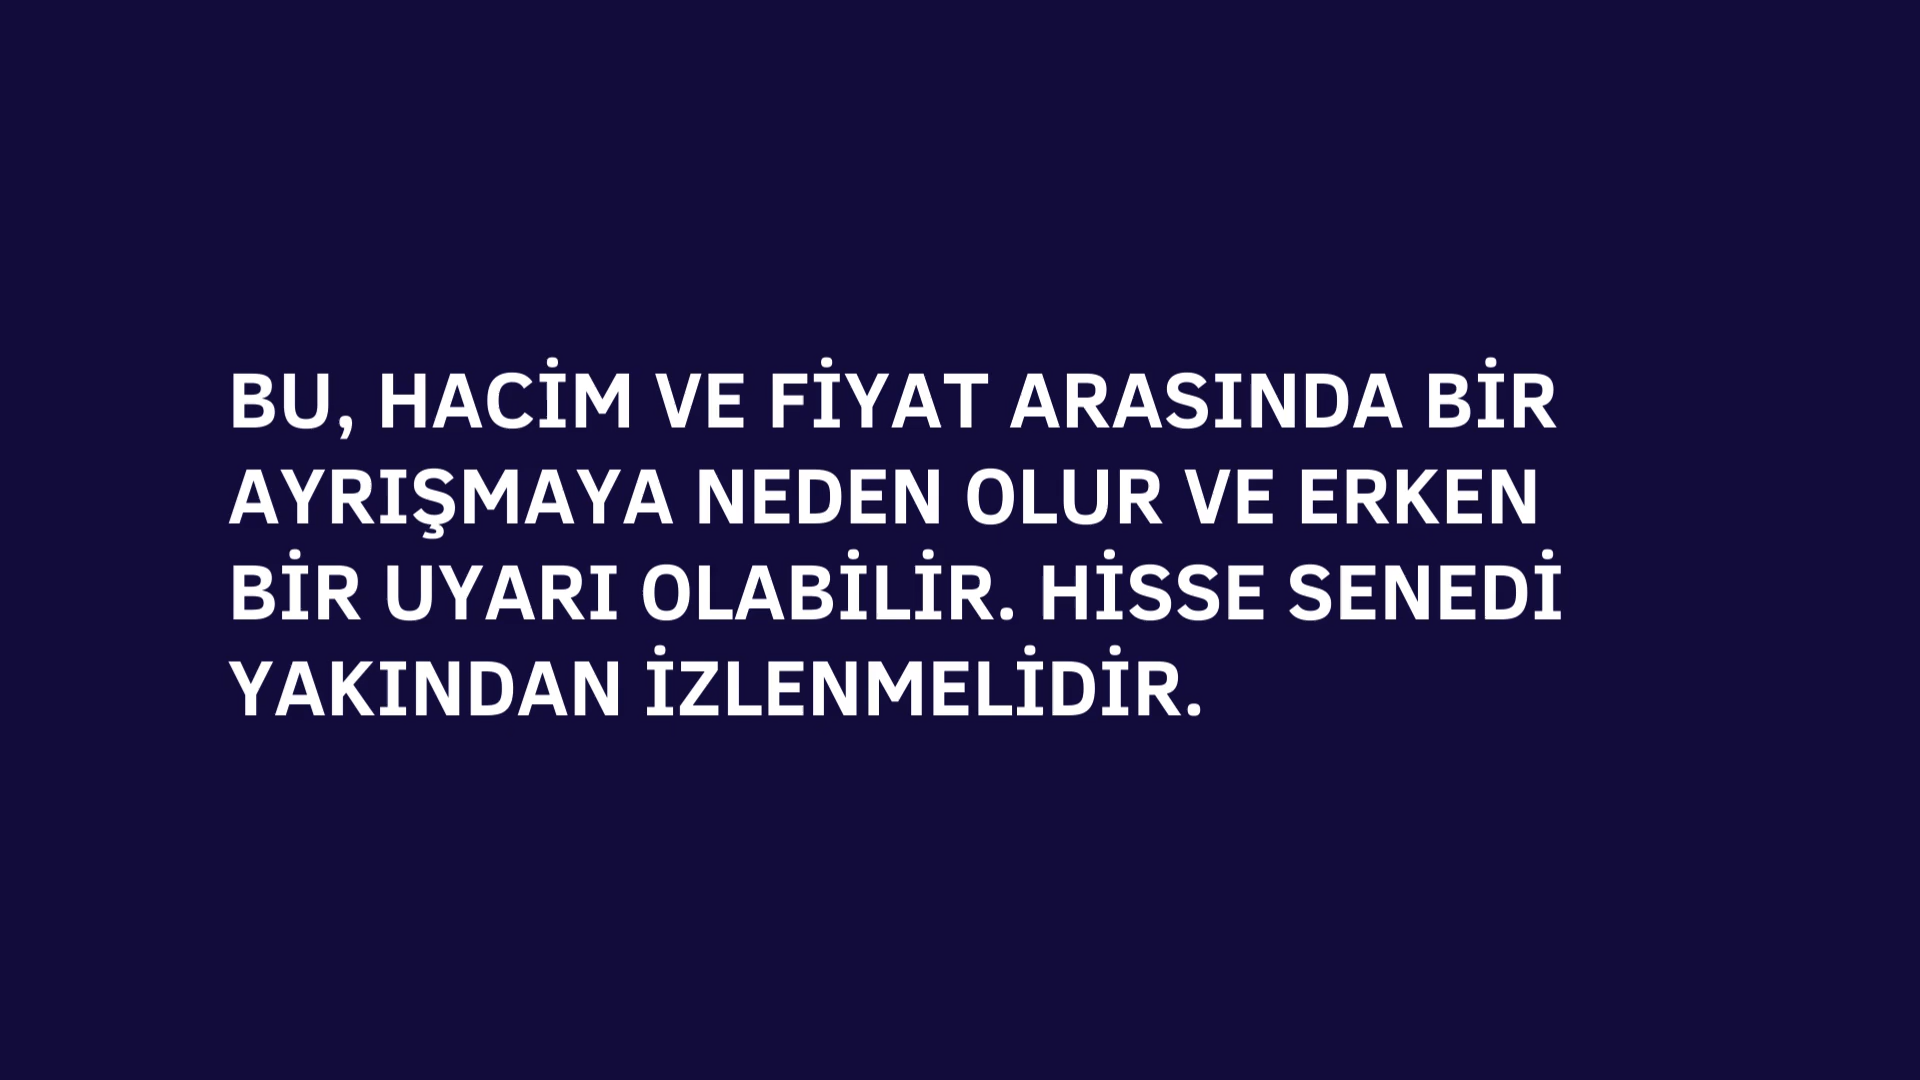 BU, HACİM VE FİYAT ARASINDA BİR
AYRIŞMAYA NEDEN OLUR VE ERKEN
BİR UYARI OLABİLİR. HİSSE SENEDİ
YAKINDAN İZLENMELİDİR.